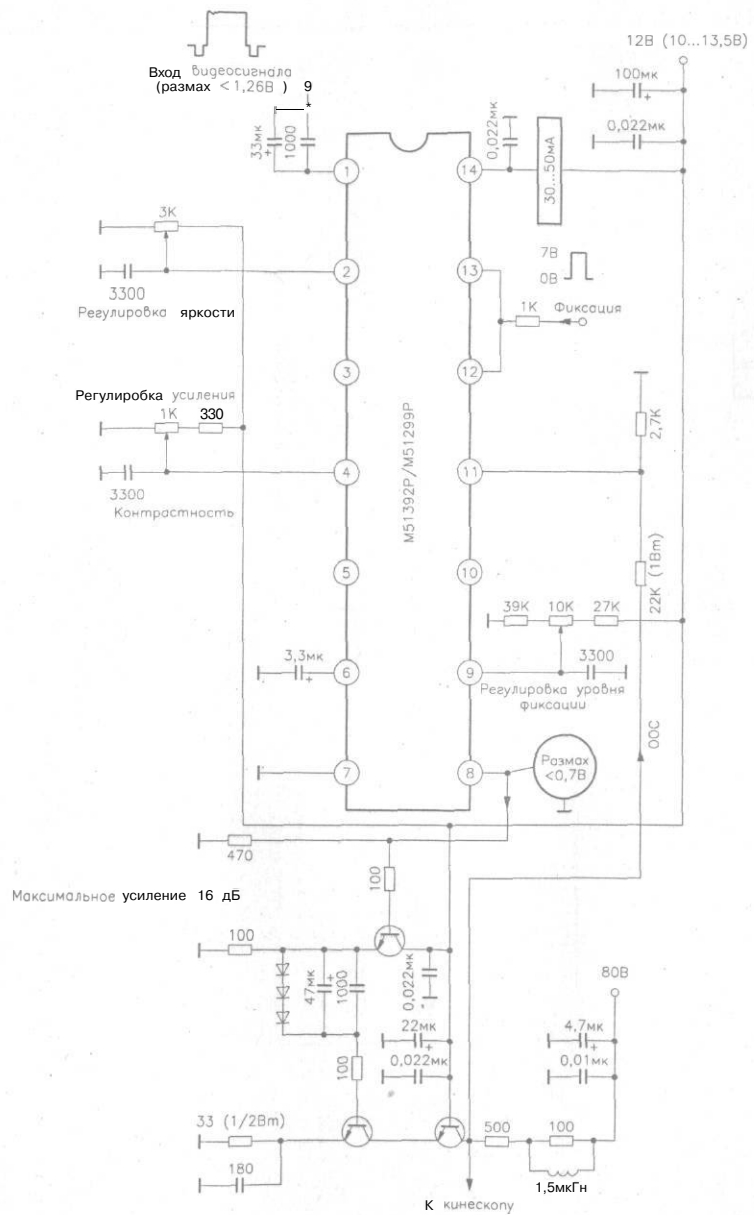 12В (10...13,5В)
Вход видеосигнала
(размах <1,26В) 9
100мк
+
0,022мк
33мк
+
1000
0,022мк
30...50мА
1
14
3К
7В
0В
2
13
3300
1К
Фиксация
Регулировка яркости
3
12
Регулировка усиления
1К
330
2,7К
M51392P/M51299P
4
11
3300
Контрастность
5
10
22К (1Вт)
39К
10К
27К
3,3мк
+
6
9
3300
Регулировка уровня
фиксации
ООС
7
8
Размах
<0,7В
470
100
Максимальное усиление 16 дБ
100
47мк
+
1000
0,022мк
80В
22мк
+
4,7мк
+
0,022мк
0,01мк
100
33 (1/2Вт)
500
100
180
1,5мкГн
К кинескопу